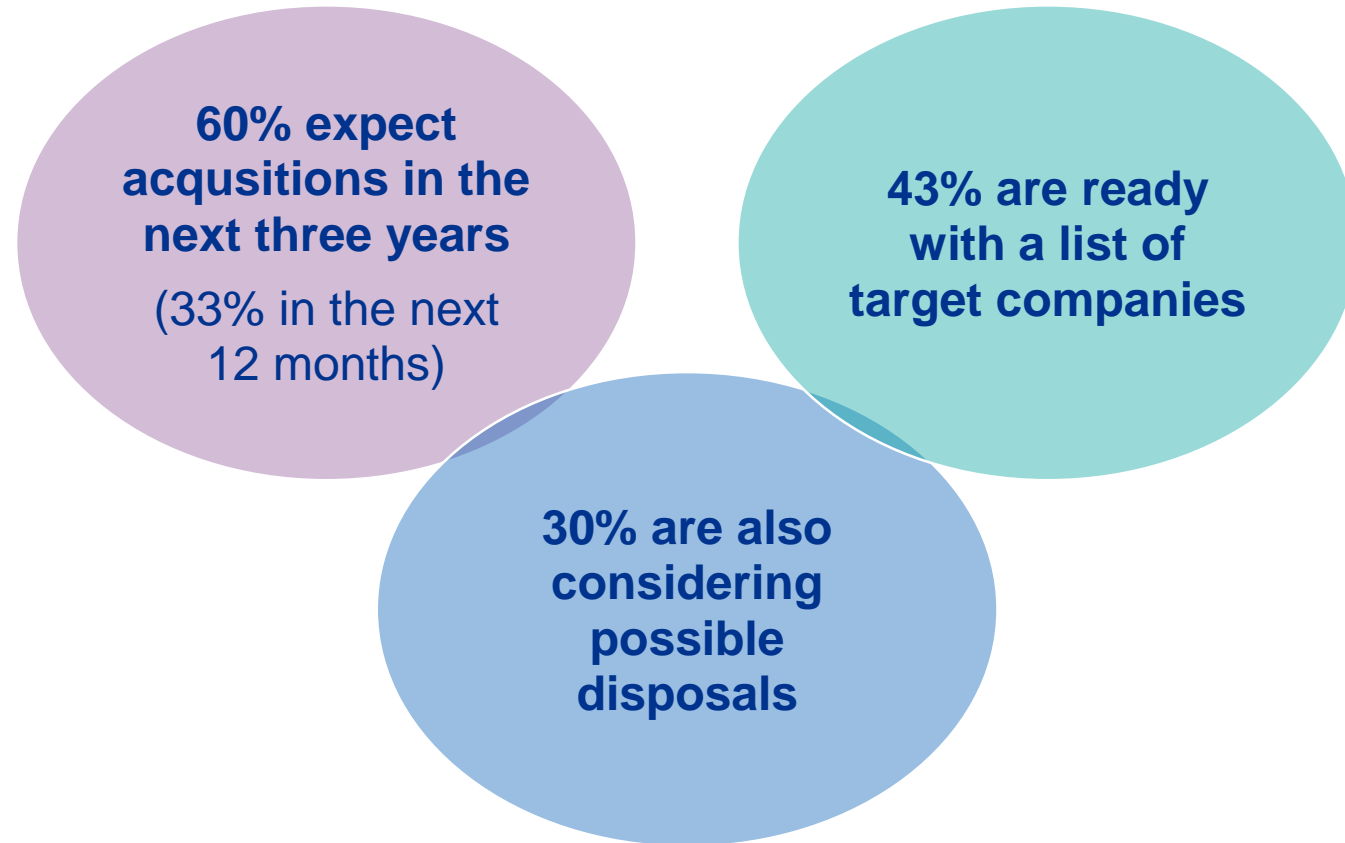 60% expect
acqusitions in the
next three years
(33% in the next
12 months)
43% are ready
with a list of
target companies
30% are also
considering
possible
disposals